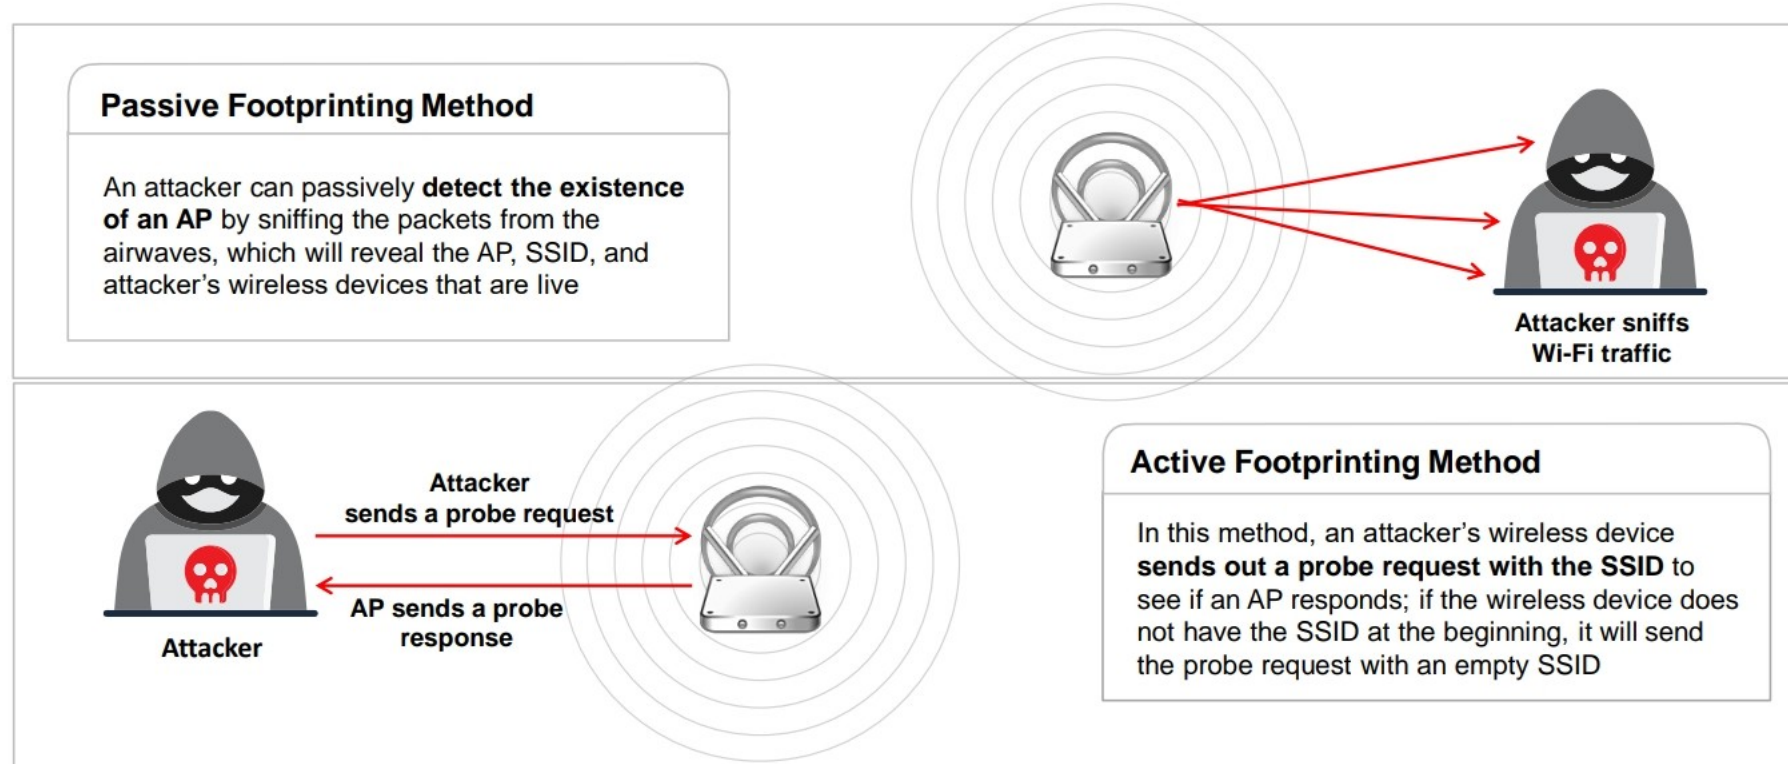 Passive Footprinting Method
An attacker can passively detect the existence
of an AP by sniffing the packets from the
airwaves, which will reveal the AP, SSID, and
attacker's wireless devices that are live
Attacker sniffs
Wi-Fi traffic
Attacker
sends a probe request
AP sends a probe
response
Attacker
Active Footprinting Method
In this method, an attacker's wireless device
sends out a probe request with the SSID to
see if an AP responds; if the wireless device does
not have the SSID at the beginning, it will send
the probe request with an empty SSID